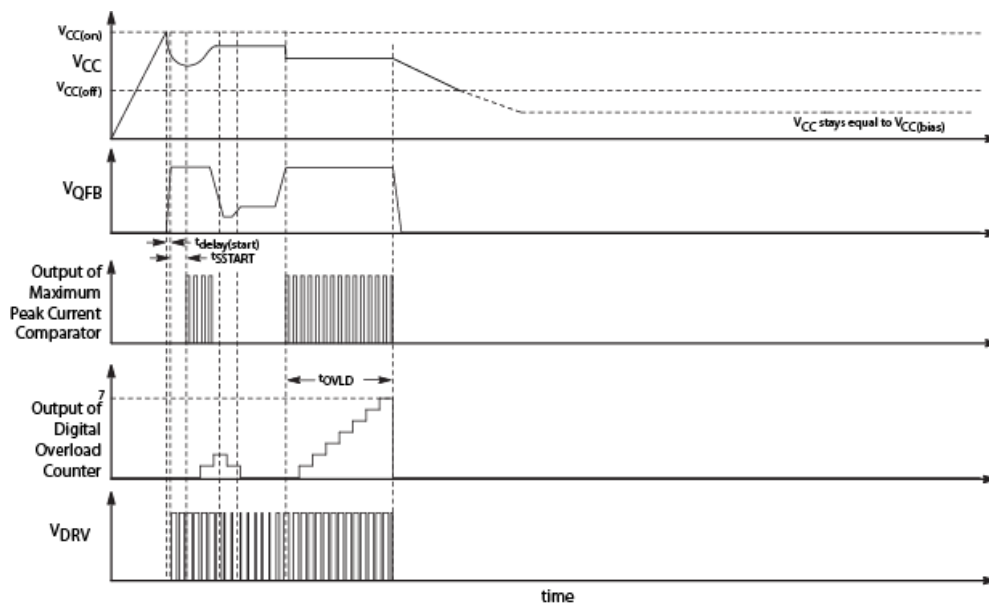 VCC(on)
VCC
VCC(off)
VCC stays equal to VCC(bias)
VQFB
tdelay(start)
tSSTART
Output of
Maximum
Peak Current
Comparator
tOVLD
7
Output of
Digital
Overload
Counter
VDRV
time